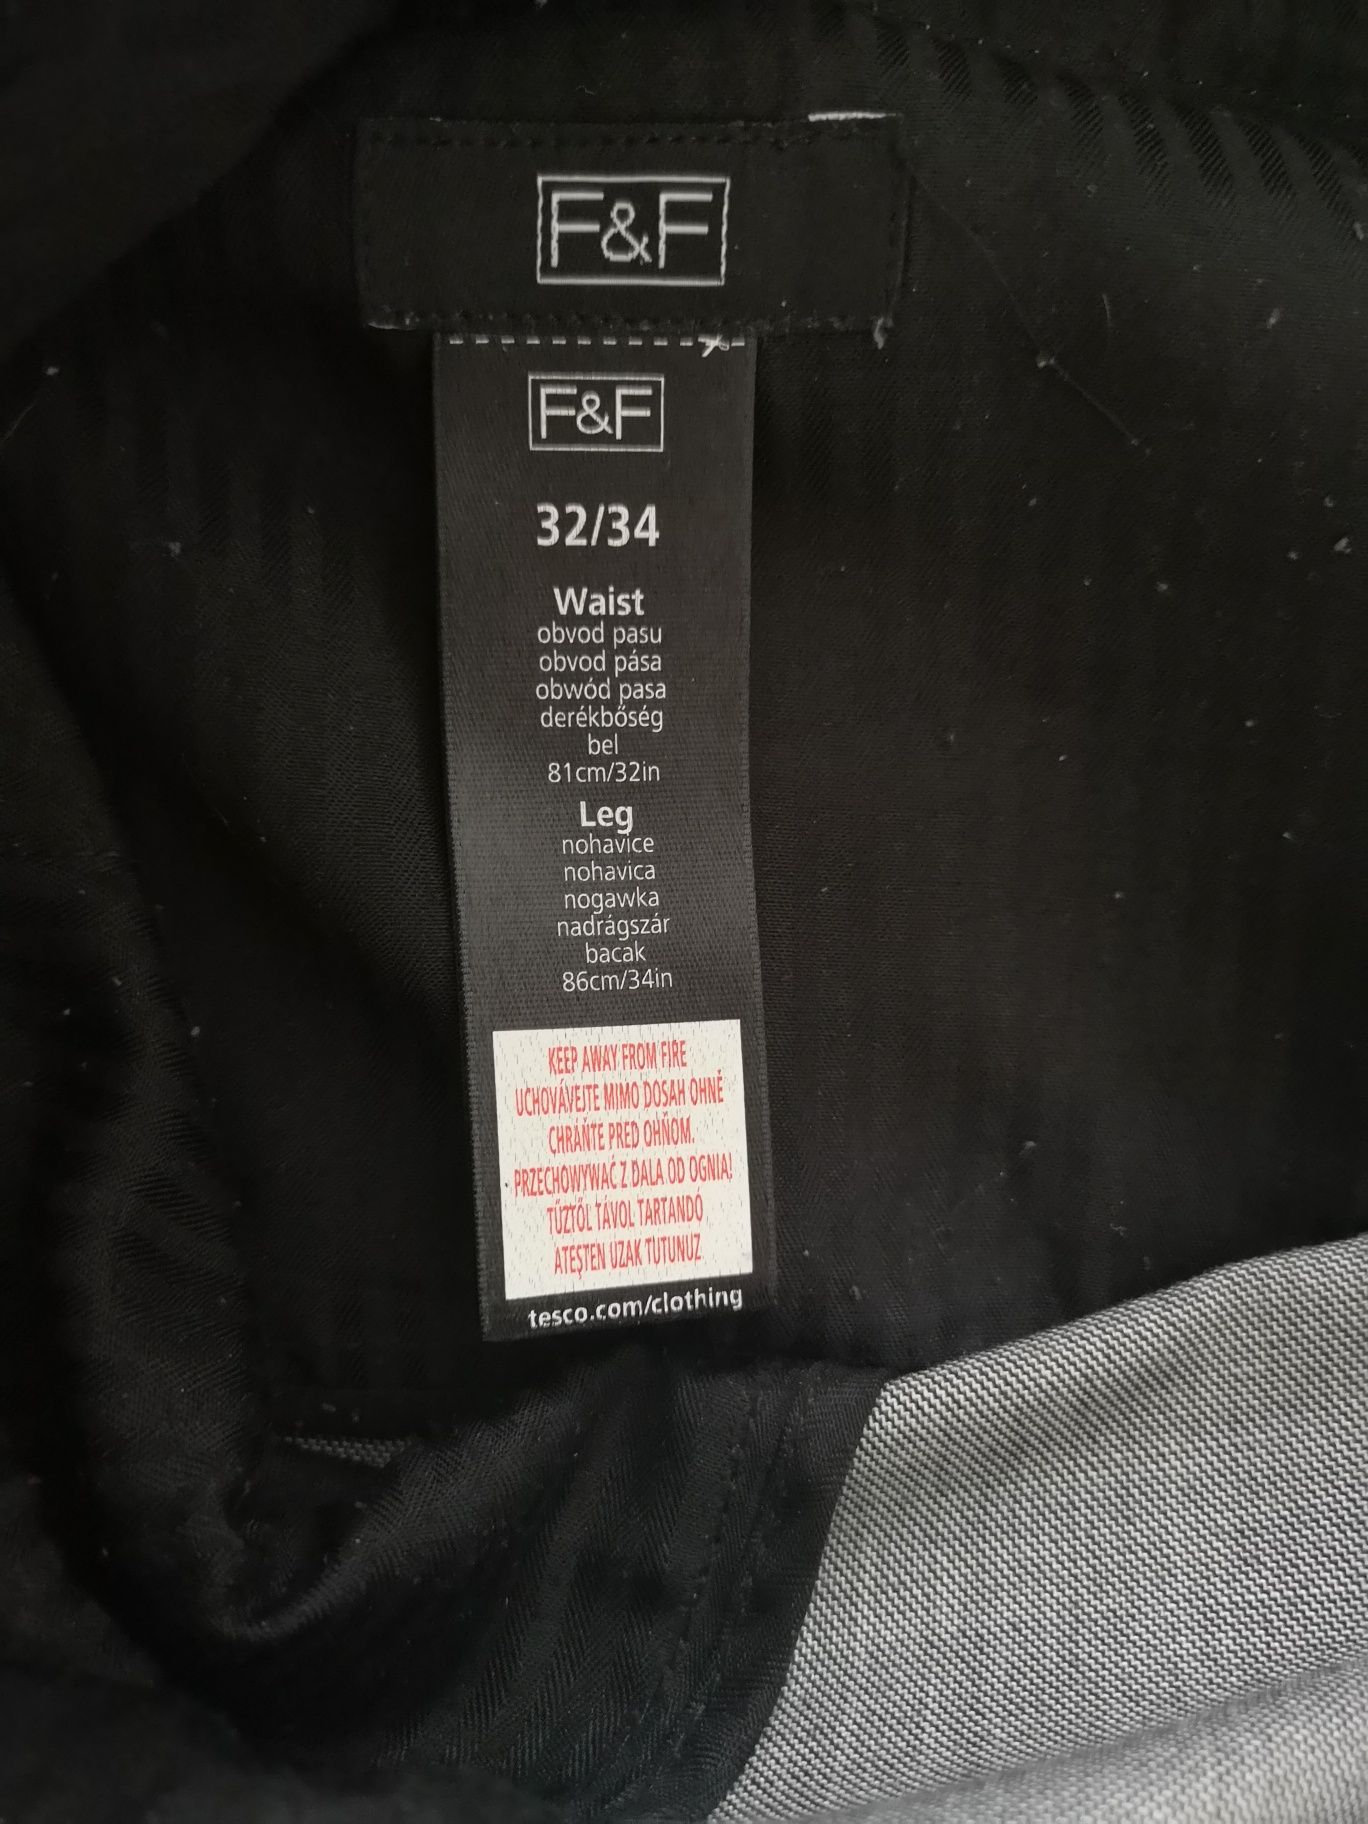 F&F
F&F
32/34
Waist
obvod pasu
obvod pása
obwód pasa
derékbőség
bel
81cm/32in
Leg
nohavice
nohavica
nogawka
nadrágszár
bacak
86cm/34in
KEEP AWAY FROM FIRE
UCHOVÁVEJTE MIMO DOSAH OHNĚ
CHRÁŇTE PRED OHŇOM.
PRZECHOWYWAĆ Z DALA OD OGNIA!
TŰZTŐL TÁVOL TARTANDÓ
ATEŞTEN UZAK TUTUNUZ
tesco.com/clothing